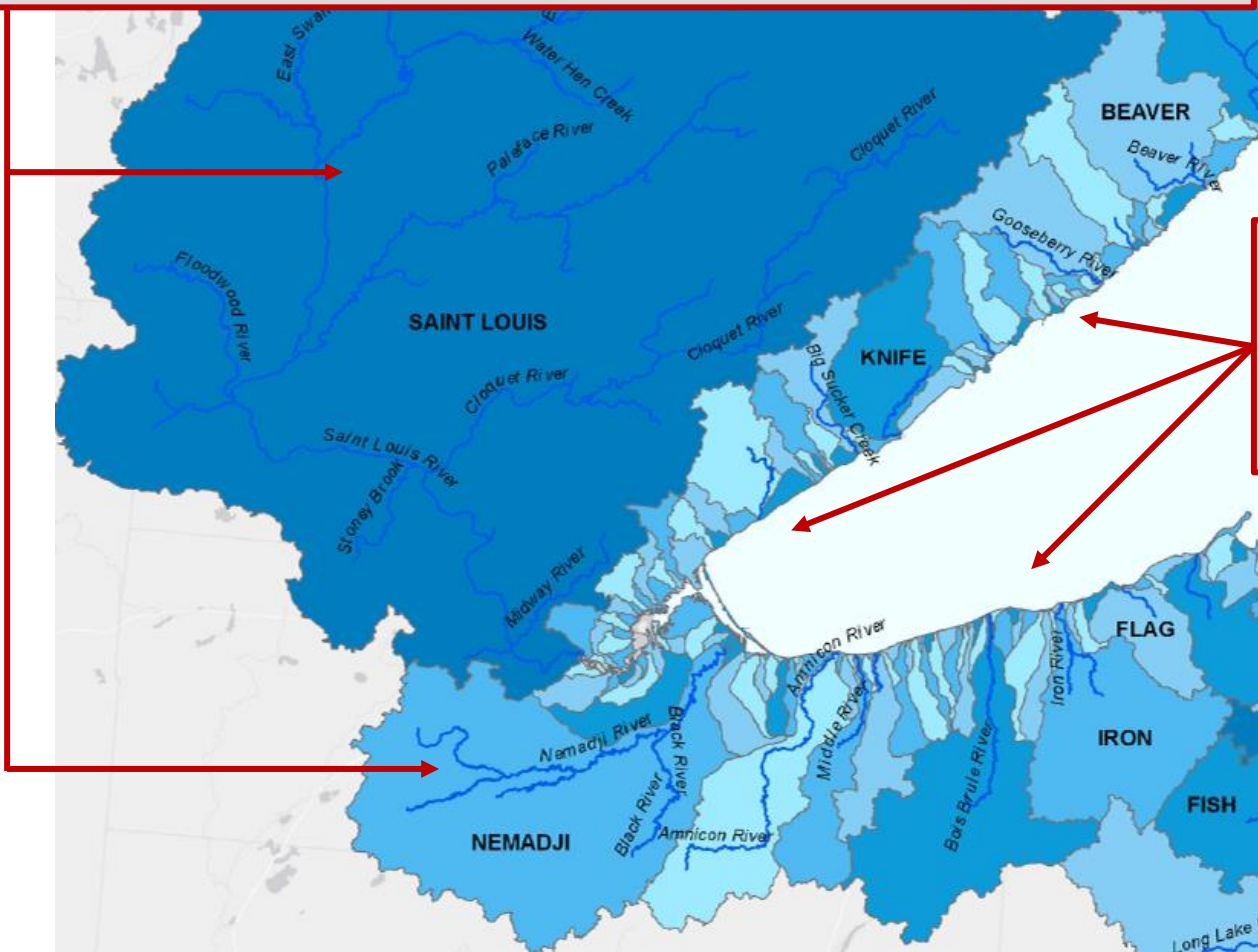 East Swan
Water Hen Creek
BEAVER
Cloquet River
Paleface River
Beaver River
Gooseberry River
Floodwood River
SAINT LOUIS
Cloquet River
KNIFE
Big Sucker Creek
Cloquet River
Saint Louis River
Stoney Brook
Midway River
Amnicon River
FLAG
Iron River
Nemadji River
Black River
Middle River
IRON
Bois Brule River
FISH
Black River
Amnicon River
NEMADJI
Long Lake